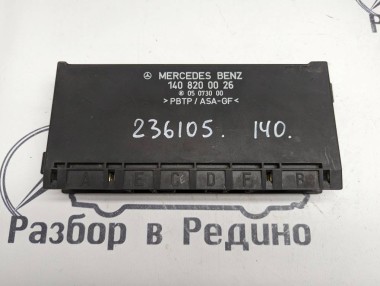 MERCEDES BENZ
140 820 00 26
05 0730 00
>PBTP/ASA-GF<
236105. 140.
A E C D F B
Разбор в Редино